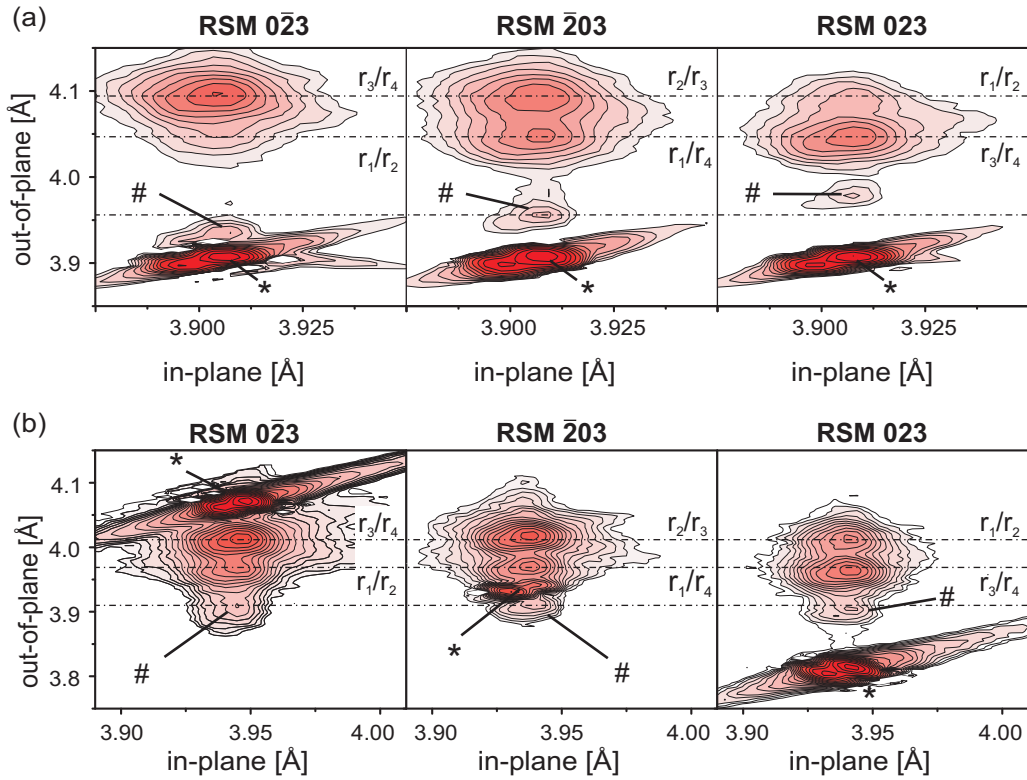 (a)
RSM 02̄3 RSM 2̄03 RSM 023
out-of-plane [Å]
4.1
4.0
3.9
r₃/r₄
r₁/r₂
#
*
r₂/r₃
r₁/r₄
#
*
r₁/r₂
r₃/r₄
#
*
3.900 3.925 3.900 3.925 3.900 3.925
in-plane [Å] in-plane [Å] in-plane [Å]
(b)
RSM 02̄3 RSM 2̄03 RSM 023
out-of-plane [Å]
4.1
4.0
3.9
3.8
*
r₃/r₄
r₁/r₂
#
r₂/r₃
r₁/r₄
*
#
r₁/r₂
r₃/r₄
#
*
3.90 3.95 4.00 3.90 3.95 4.00 3.90 3.95 4.00
in-plane [Å] in-plane [Å] in-plane [Å]